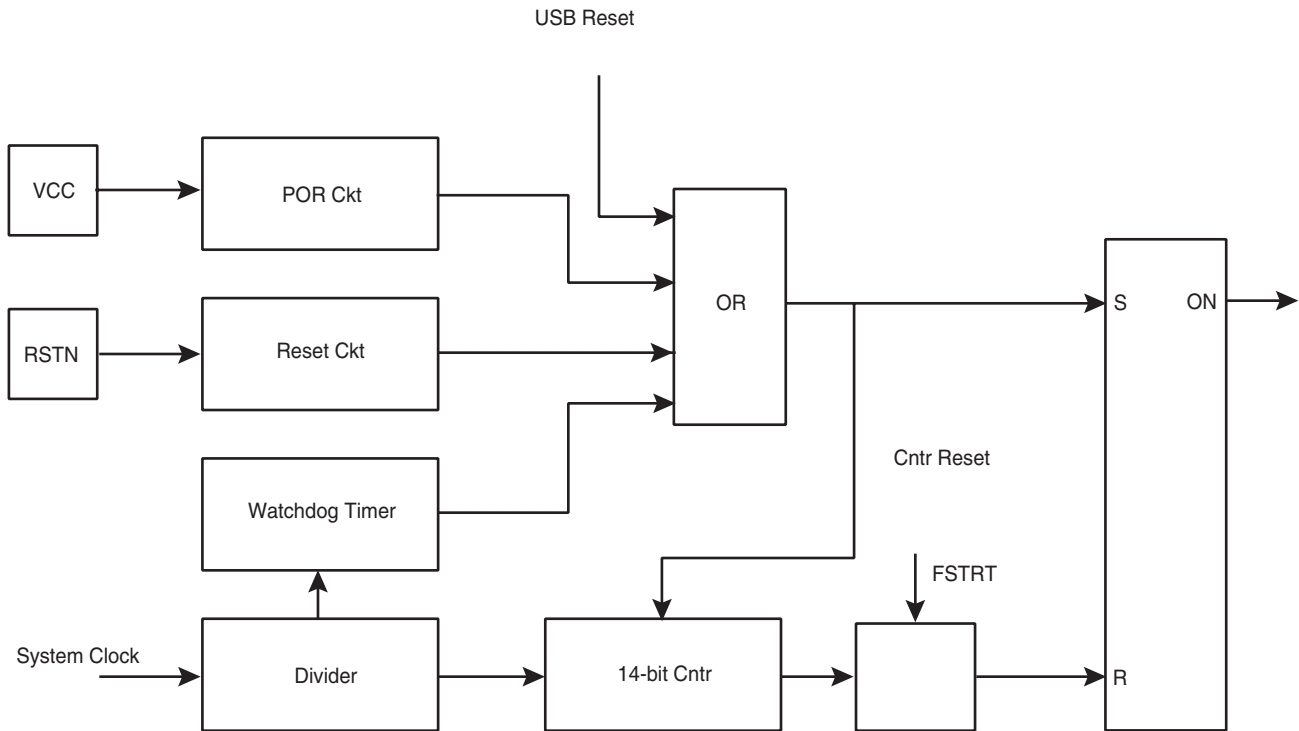 USB Reset
VCC
POR Ckt
OR
S
ON
RSTN
Reset Ckt
Cntr Reset
Watchdog Timer
FSTRT
System Clock
Divider
14-bit Cntr
R